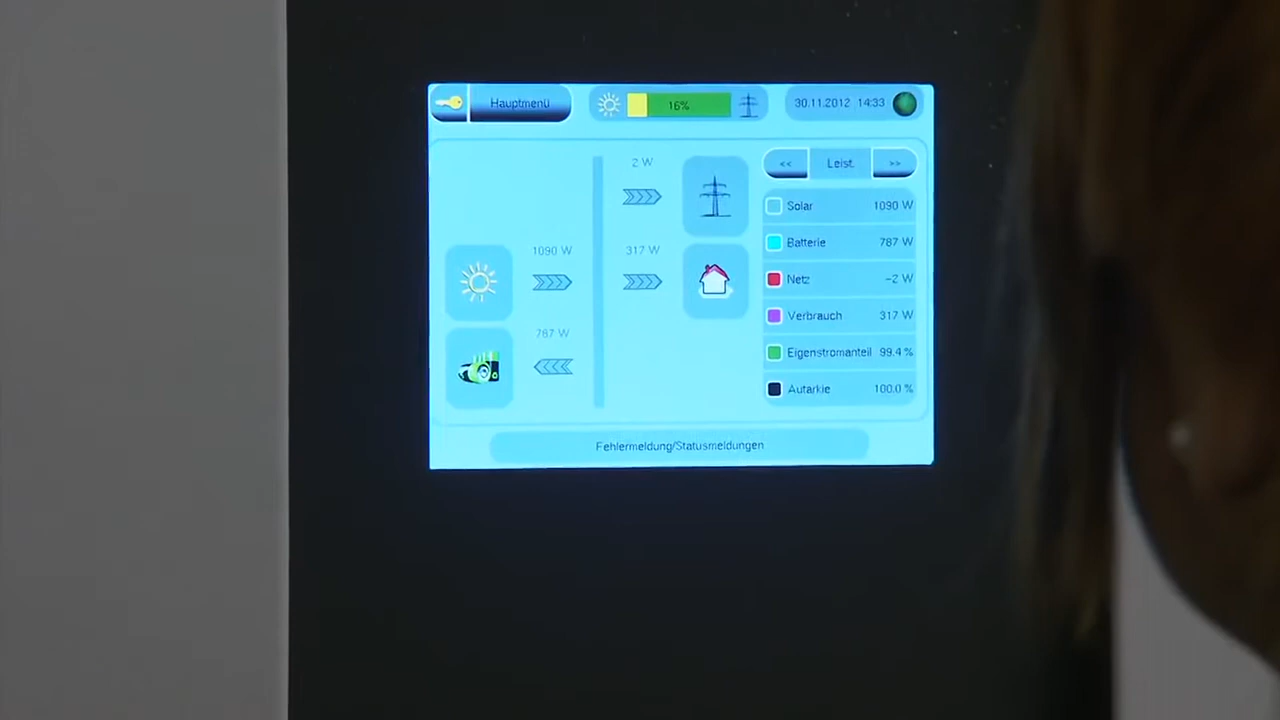 Hauptmenü
16%
30.11.2012 14:33
2 W
<< Leist. >>
Solar 1090 W
1090 W
317 W
Batterie 787 W
Netz -2 W
787 W
Verbrauch 317 W
Eigenstromanteil 99.4 %
Autarkie 100.0 %
Fehlermeldung/Statusmeldungen